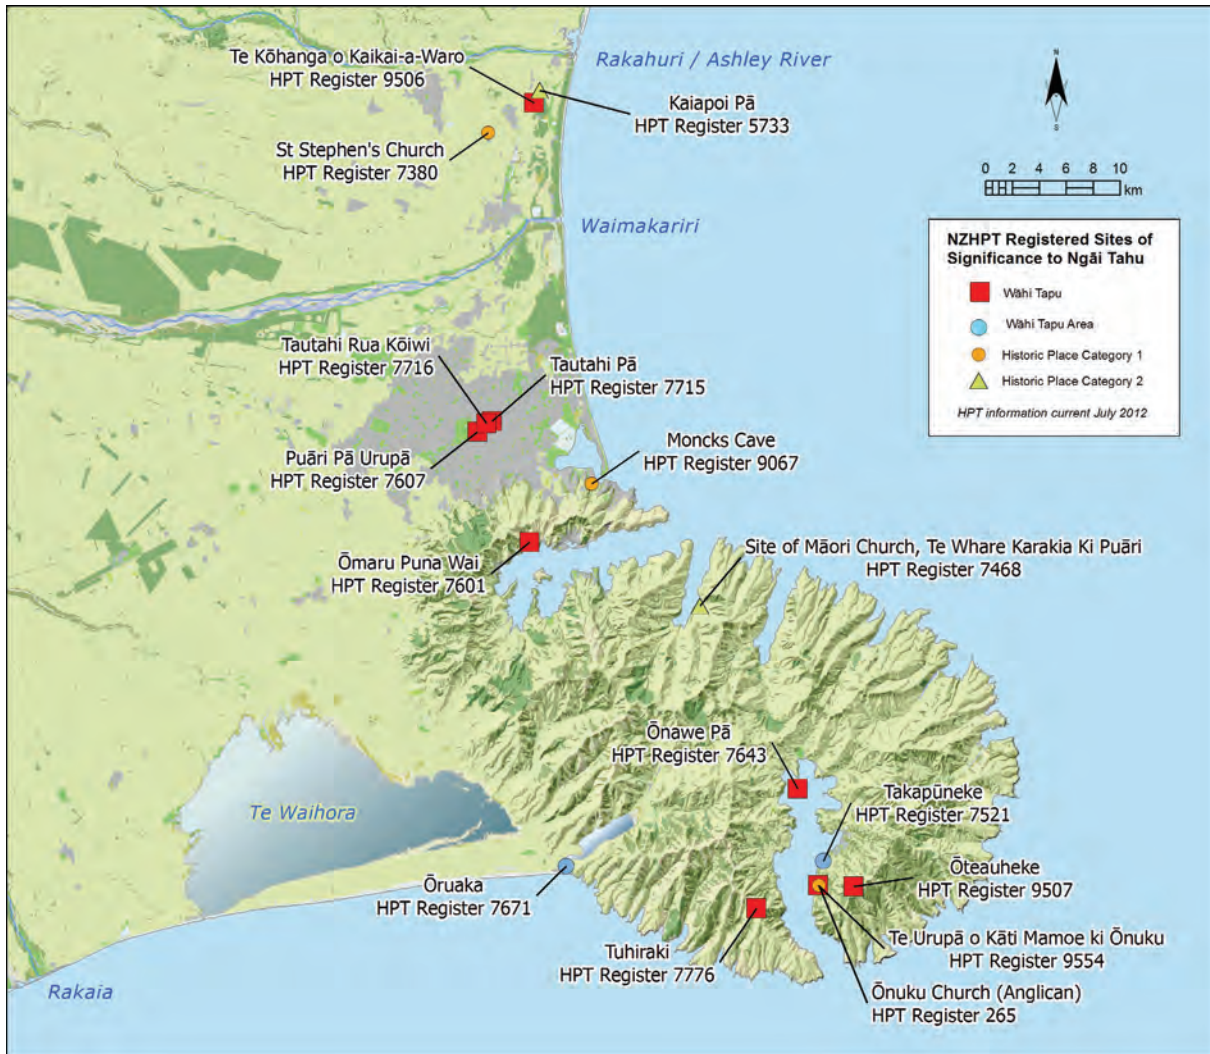 Te Kōhanga o Kaikai-a-Waro
HPT Register 9506
Rakahuri / Ashley River
Kaiapoi Pā
HPT Register 5733
St Stephen's Church
HPT Register 7380
N
S
0 2 4 6 8 10
km
Waimakariri
NZHPT Registered Sites of
Significance to Ngāi Tahu
Wāhi Tapu
Wāhi Tapu Area
Historic Place Category 1
Historic Place Category 2
HPT information current July 2012
Tautahi Rua Kōiwi
HPT Register 7716
Tautahi Pā
HPT Register 7715
Puāri Pā Urupā
HPT Register 7607
Moncks Cave
HPT Register 9067
Ōmaru Puna Wai
HPT Register 7601
Site of Māori Church, Te Whare Karakia Ki Puāri
HPT Register 7468
Ōnawe Pā
HPT Register 7643
Te Waihora
Takapūneke
HPT Register 7521
Ōruaka
HPT Register 7671
Ōteauheke
HPT Register 9507
Tuhiraki
HPT Register 7776
Te Urupā o Kāti Mamoe ki Ōnuku
HPT Register 9554
Rakaia
Ōnuku Church (Anglican)
HPT Register 265